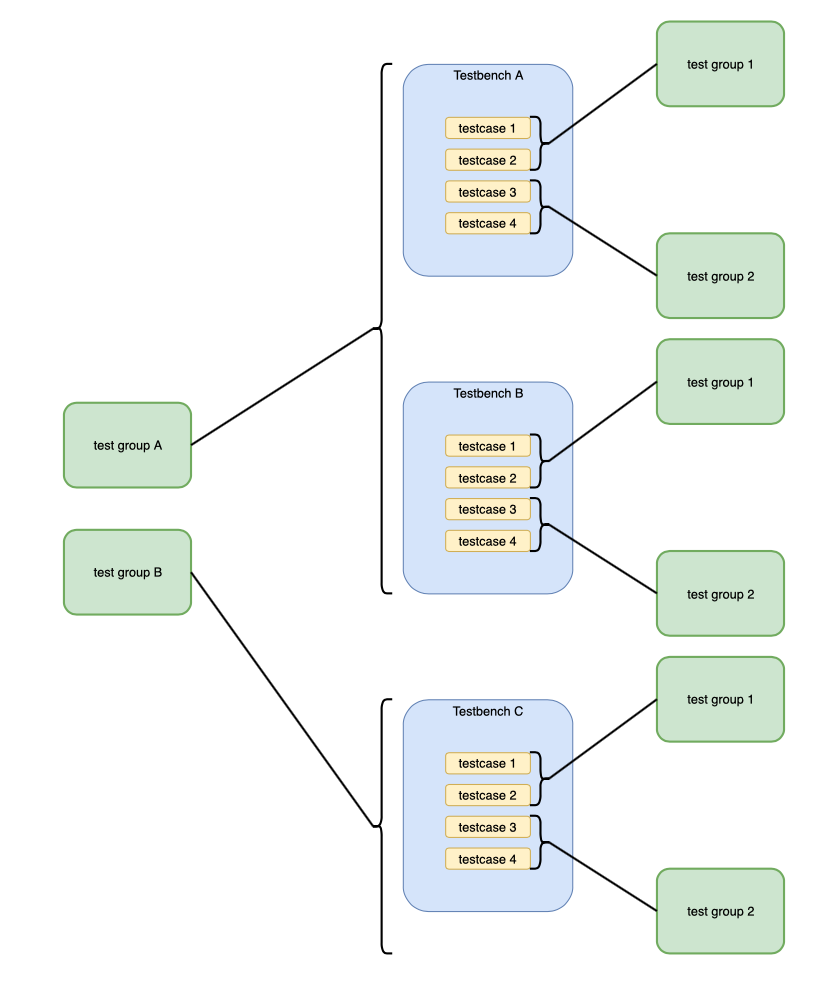 test group 1
Testbench A
testcase 1
testcase 2
testcase 3
testcase 4
test group 2
test group 1
Testbench B
test group A
testcase 1
testcase 2
testcase 3
testcase 4
test group B
test group 2
test group 1
Testbench C
testcase 1
testcase 2
testcase 3
testcase 4
test group 2